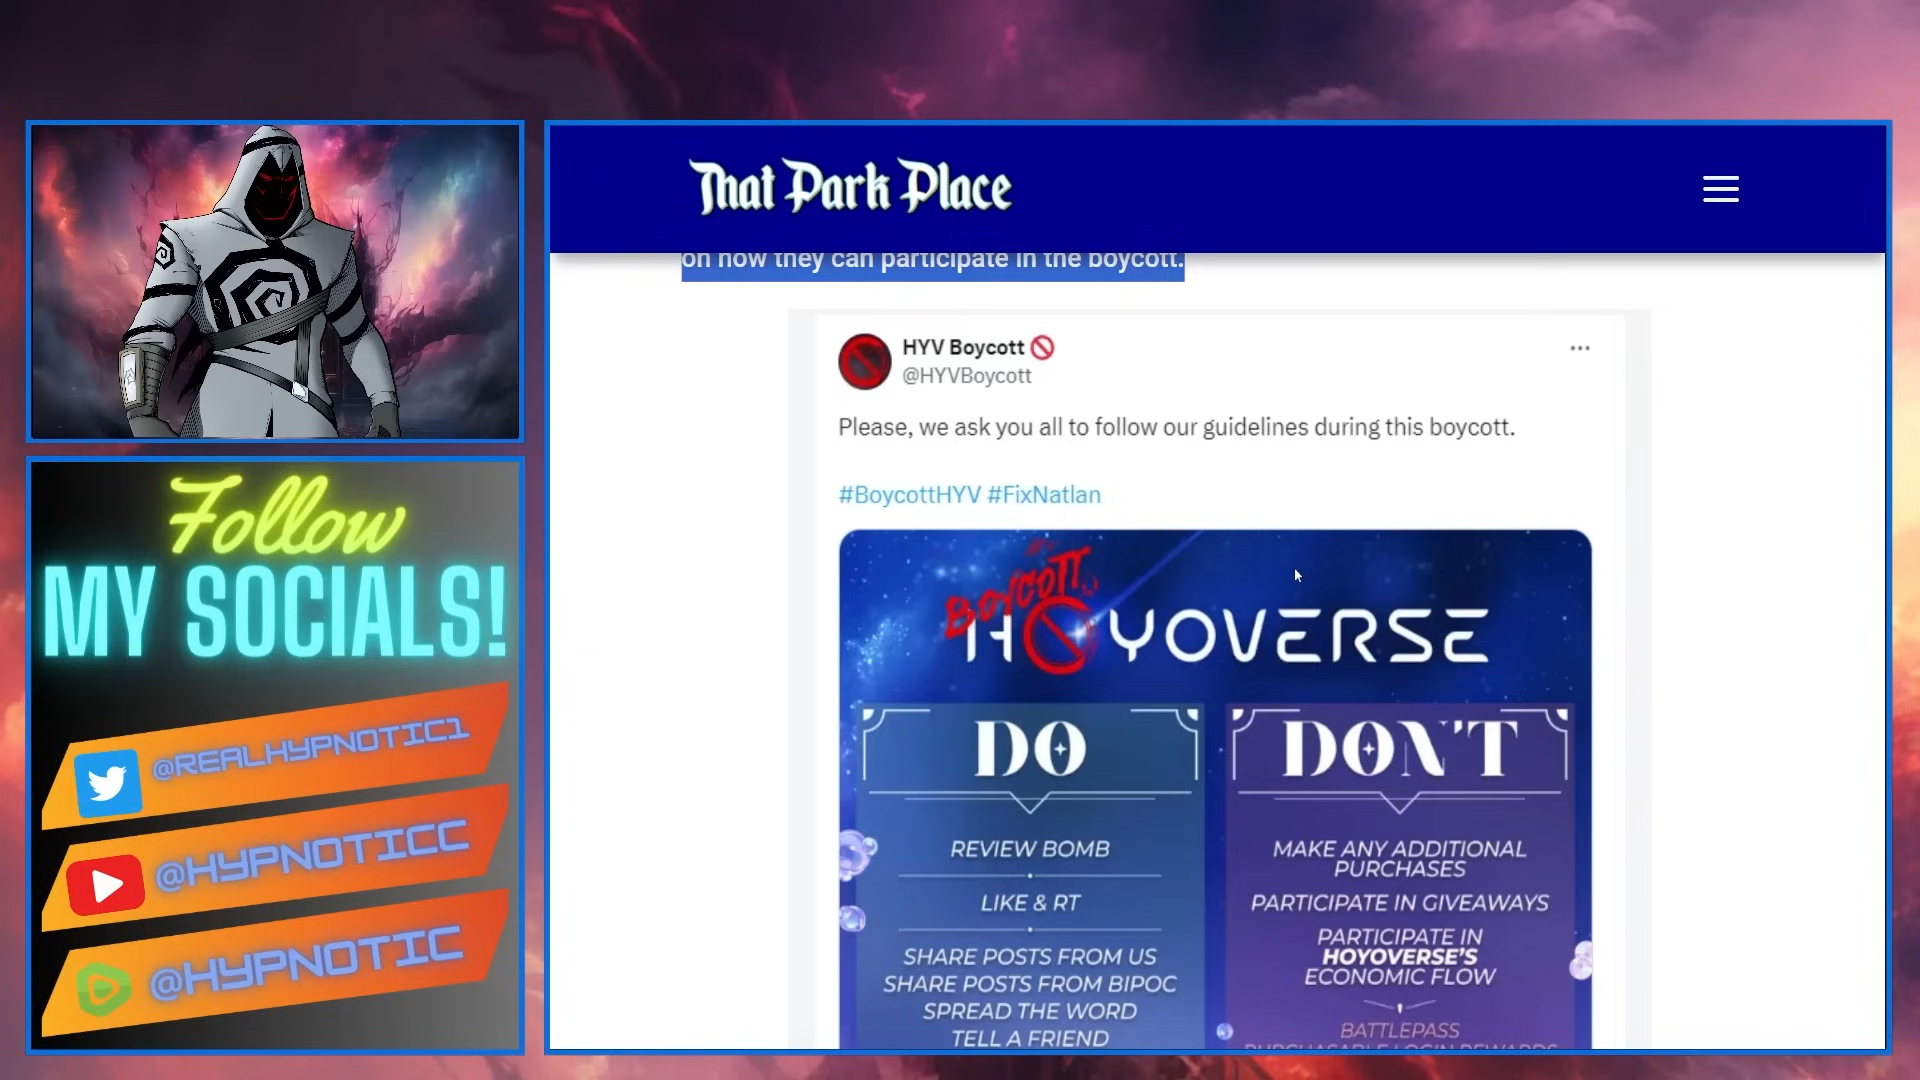 That Park Place
on how they can participate in the boycott.
HYV Boycott
@HYVBoycott
Please, we ask you all to follow our guidelines during this boycott.
#BoycottHYV #FixNatlan
BOYCOTT
HOYOVERSE
DO
REVIEW BOMB
LIKE & RT
SHARE POSTS FROM US
SHARE POSTS FROM BIPOC
SPREAD THE WORD
TELL A FRIEND
DON'T
MAKE ANY ADDITIONAL
PURCHASES
PARTICIPATE IN GIVEAWAYS
PARTICIPATE IN
HOYOVERSE'S
ECONOMIC FLOW
BATTLEPASS
PURCHASABLE LOGIN REWARDS
Follow
MY SOCIALS!
@REALHYPNOTIC1
@HYPNOTICC
@HYPNOTIC